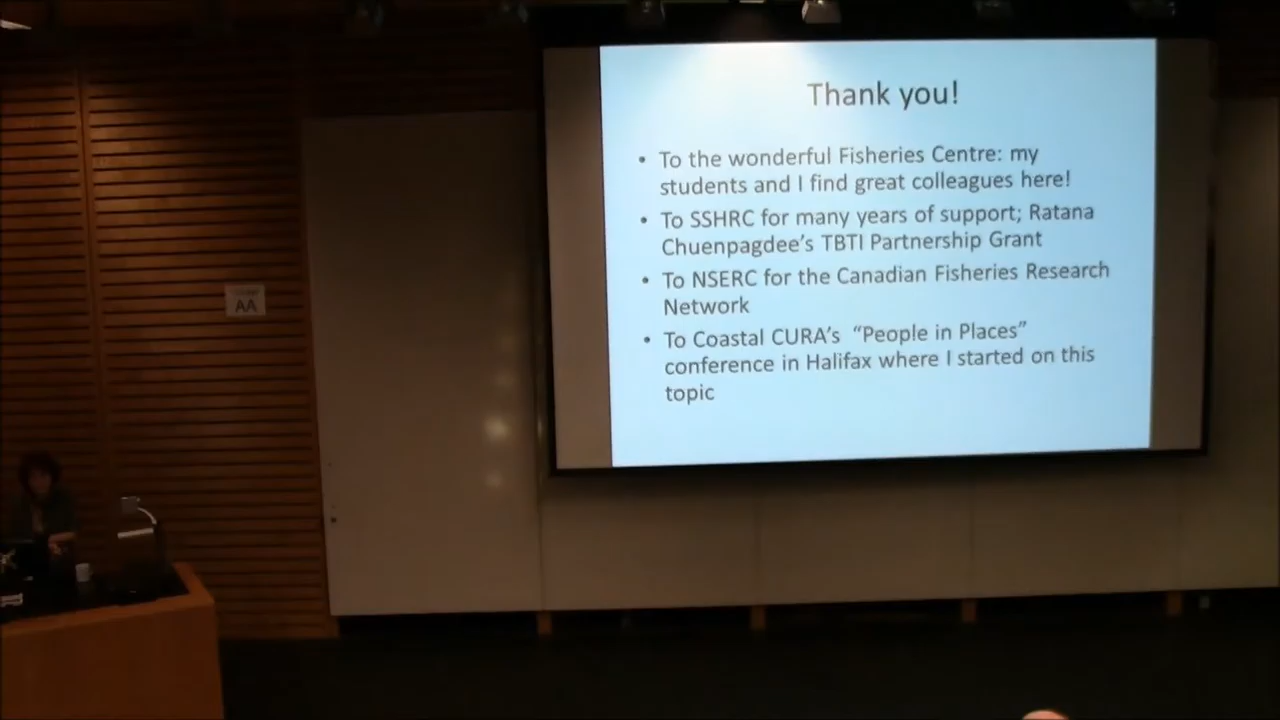 Thank you!
• To the wonderful Fisheries Centre: my
students and I find great colleagues here!
• To SSHRC for many years of support; Ratana
Chuenpagdee's TBTI Partnership Grant
• To NSERC for the Canadian Fisheries Research
Network
• To Coastal CURA's “People in Places”
conference in Halifax where I started on this
topic
AA